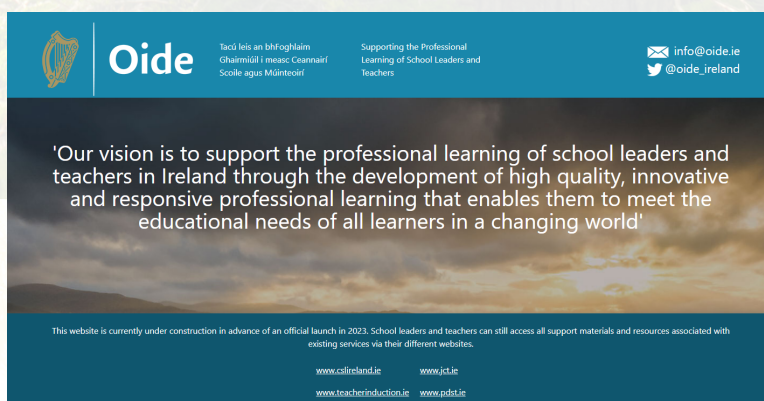 Oide
Tacú leis an bhFoghlaim
Ghairmiúil i measc Ceannairí
Scoile agus Múinteoirí
Supporting the Professional
Learning of School Leaders and
Teachers
info@oide.ie
@oide_ireland
'Our vision is to support the professional learning of school leaders and
teachers in Ireland through the development of high quality, innovative
and responsive professional learning that enables them to meet the
educational needs of all learners in a changing world'
This website is currently under construction in advance of an official launch in 2023. School leaders and teachers can still access all support materials and resources associated with
existing services via their different websites.
www.cslireland.ie www.jct.ie
www.teacherinduction.ie www.pdst.ie